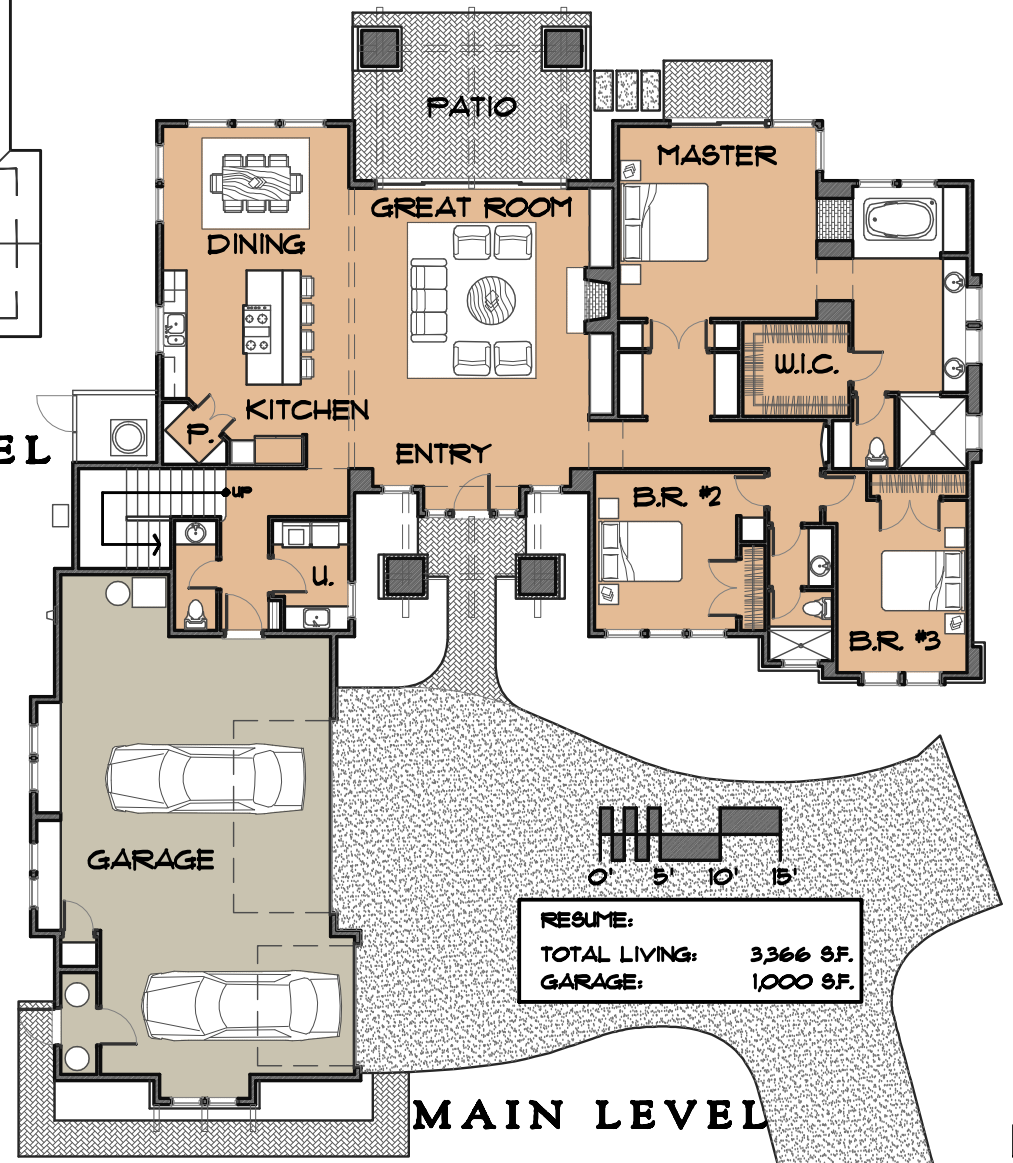 PATIO
MASTER
GREAT ROOM
DINING
W.I.C.
KITCHEN
P.
EL
ENTRY
UP
B.R. #2
U.
B.R. #3
GARAGE
0' 5' 10' 15'
RESUME:
TOTAL LIVING: 3,366 S.F.
GARAGE: 1,000 S.F.
MAIN LEVEL